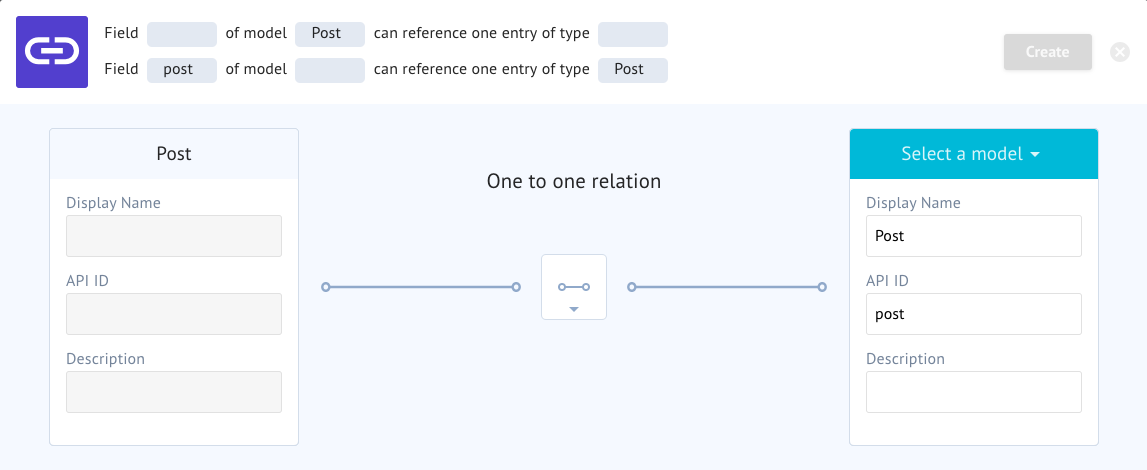 Field of model Post can reference one entry of type
Field post of model can reference one entry of type Post
Create
Post
Select a model
One to one relation
Display Name
API ID
Description
Display Name
Post
API ID
post
Description